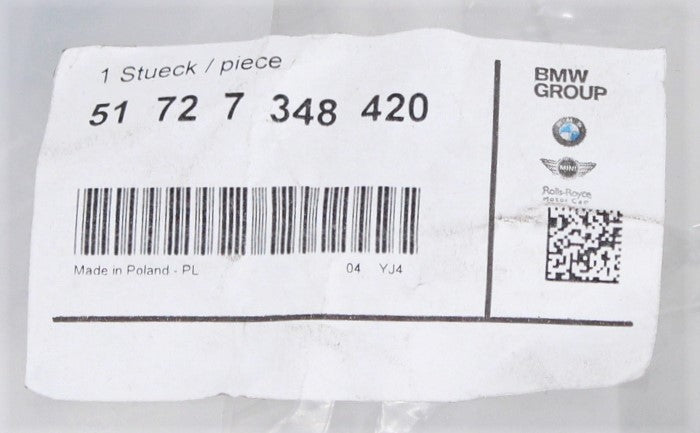 1 Stueck / piece
51 72 7 348 420
Made in Poland - PL 04 YJ4
BMW
GROUP
MINI
Rolls-Royce
Motor Cars